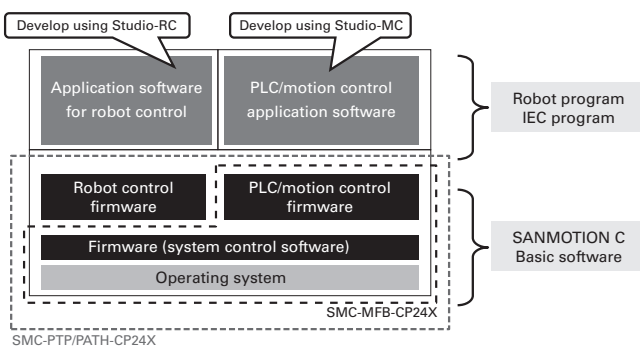 Develop using Studio-RC
Develop using Studio-MC
Application software
for robot control
PLC/motion control
application software
Robot program
IEC program
Robot control
firmware
PLC/motion control
firmware
Firmware (system control software)
Operating system
SANMOTION C
Basic software
SMC-MFB-CP24X
SMC-PTP/PATH-CP24X